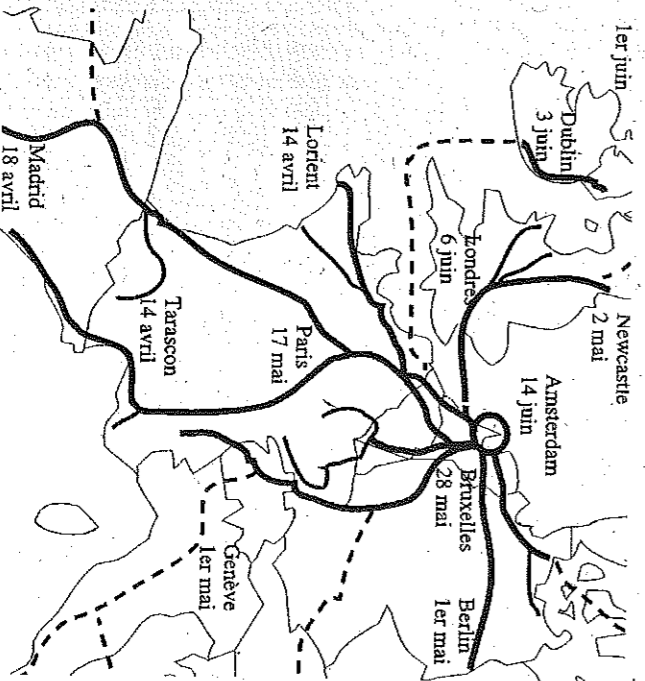 1er juin
Dublin
3 juin
Newcastle
2 mai
Londres
6 juin
Amsterdam
14 juin
Lorient
14 avril
Bruxelles
28 mai
Berlin
1er mai
Paris
17 mai
Tarascon
14 avril
Genève
1er mai
Madrid
18 avril